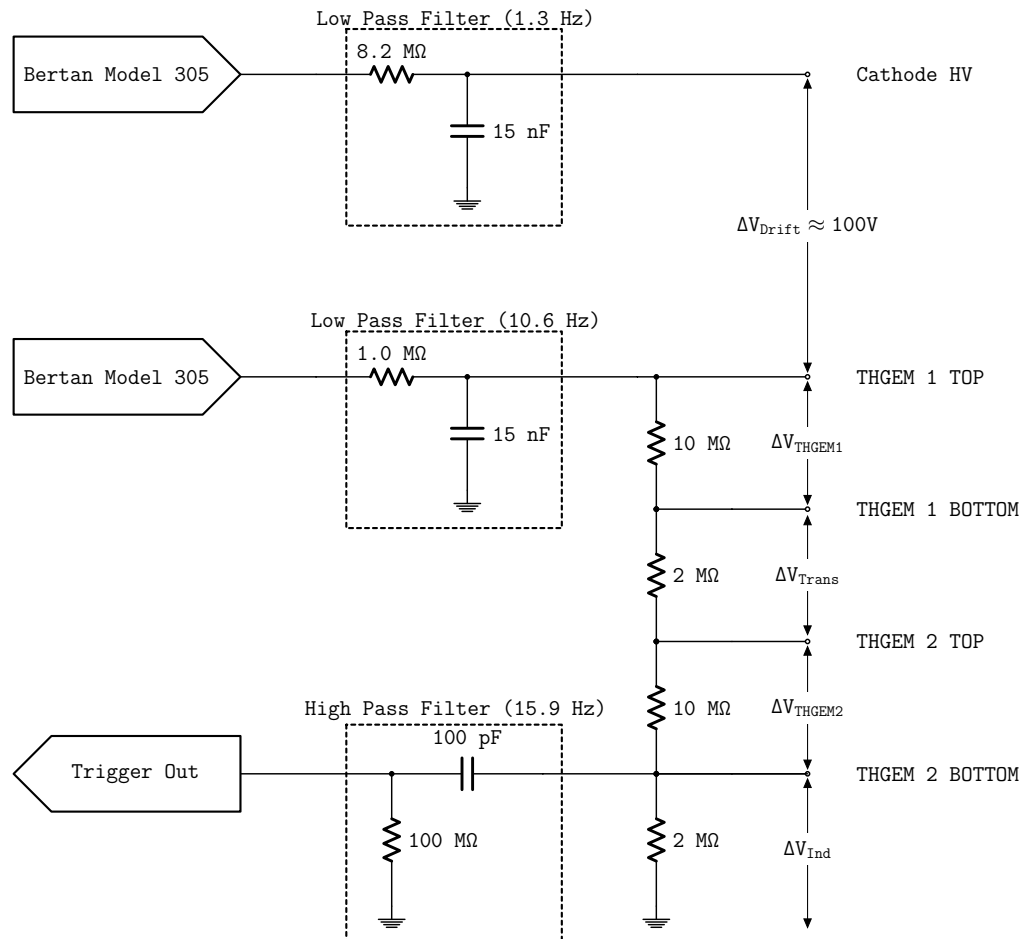 Low Pass Filter (1.3 Hz)
8.2 MΩ
Bertan Model 305
Cathode HV
15 nF
ΔV_Drift ≈ 100V
Low Pass Filter (10.6 Hz)
1.0 MΩ
Bertan Model 305
THGEM 1 TOP
15 nF
10 MΩ
ΔV_THGEM1
THGEM 1 BOTTOM
2 MΩ
ΔV_Trans
THGEM 2 TOP
10 MΩ
ΔV_THGEM2
High Pass Filter (15.9 Hz)
100 pF
Trigger Out
THGEM 2 BOTTOM
100 MΩ
2 MΩ
ΔV_Ind